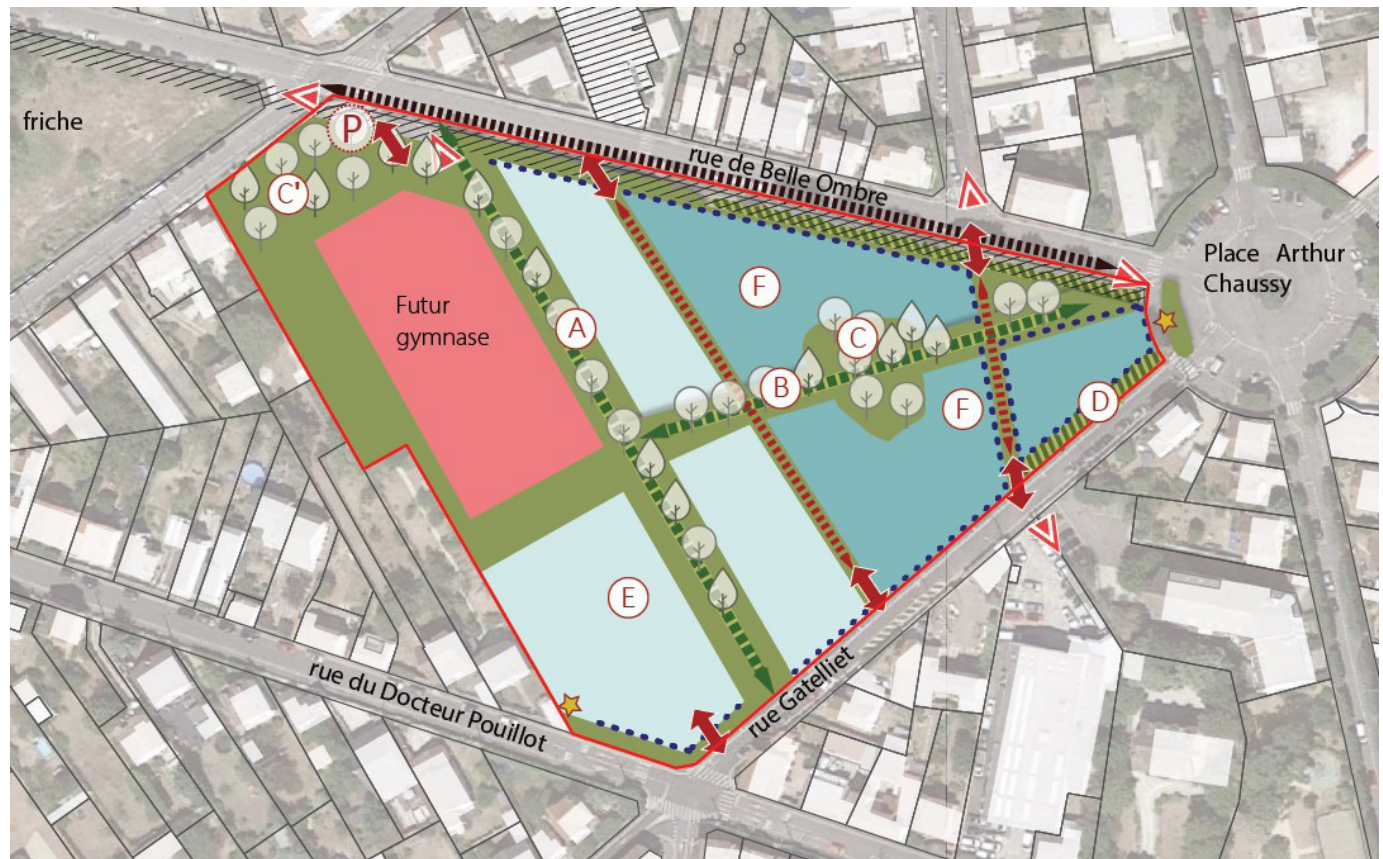 friche
P
C'
rue de Belle Ombre
Place Arthur
Chaussy
Futur
gymnase
F
A
C
B
F
D
E
rue du Docteur Pouillot
rue Gatelliet